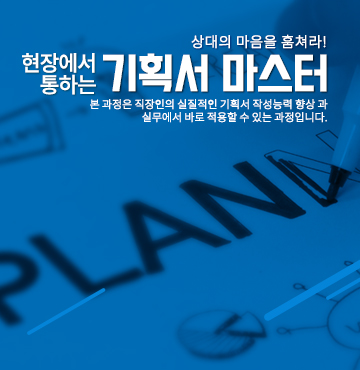 상대의 마음을 훔쳐라!
현장에서
통하는 기획서 마스터
본 과정은 직장인의 실질적인 기획서 작성능력 향상 과
실무에서 바로 적용할 수 있는 과정입니다.
PLAN